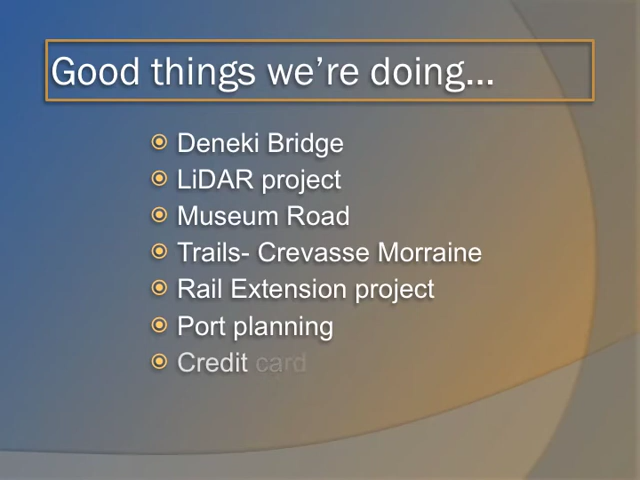 Good things we're doing...
Deneki Bridge
LiDAR project
Museum Road
Trails- Crevasse Morraine
Rail Extension project
Port planning
Credit card